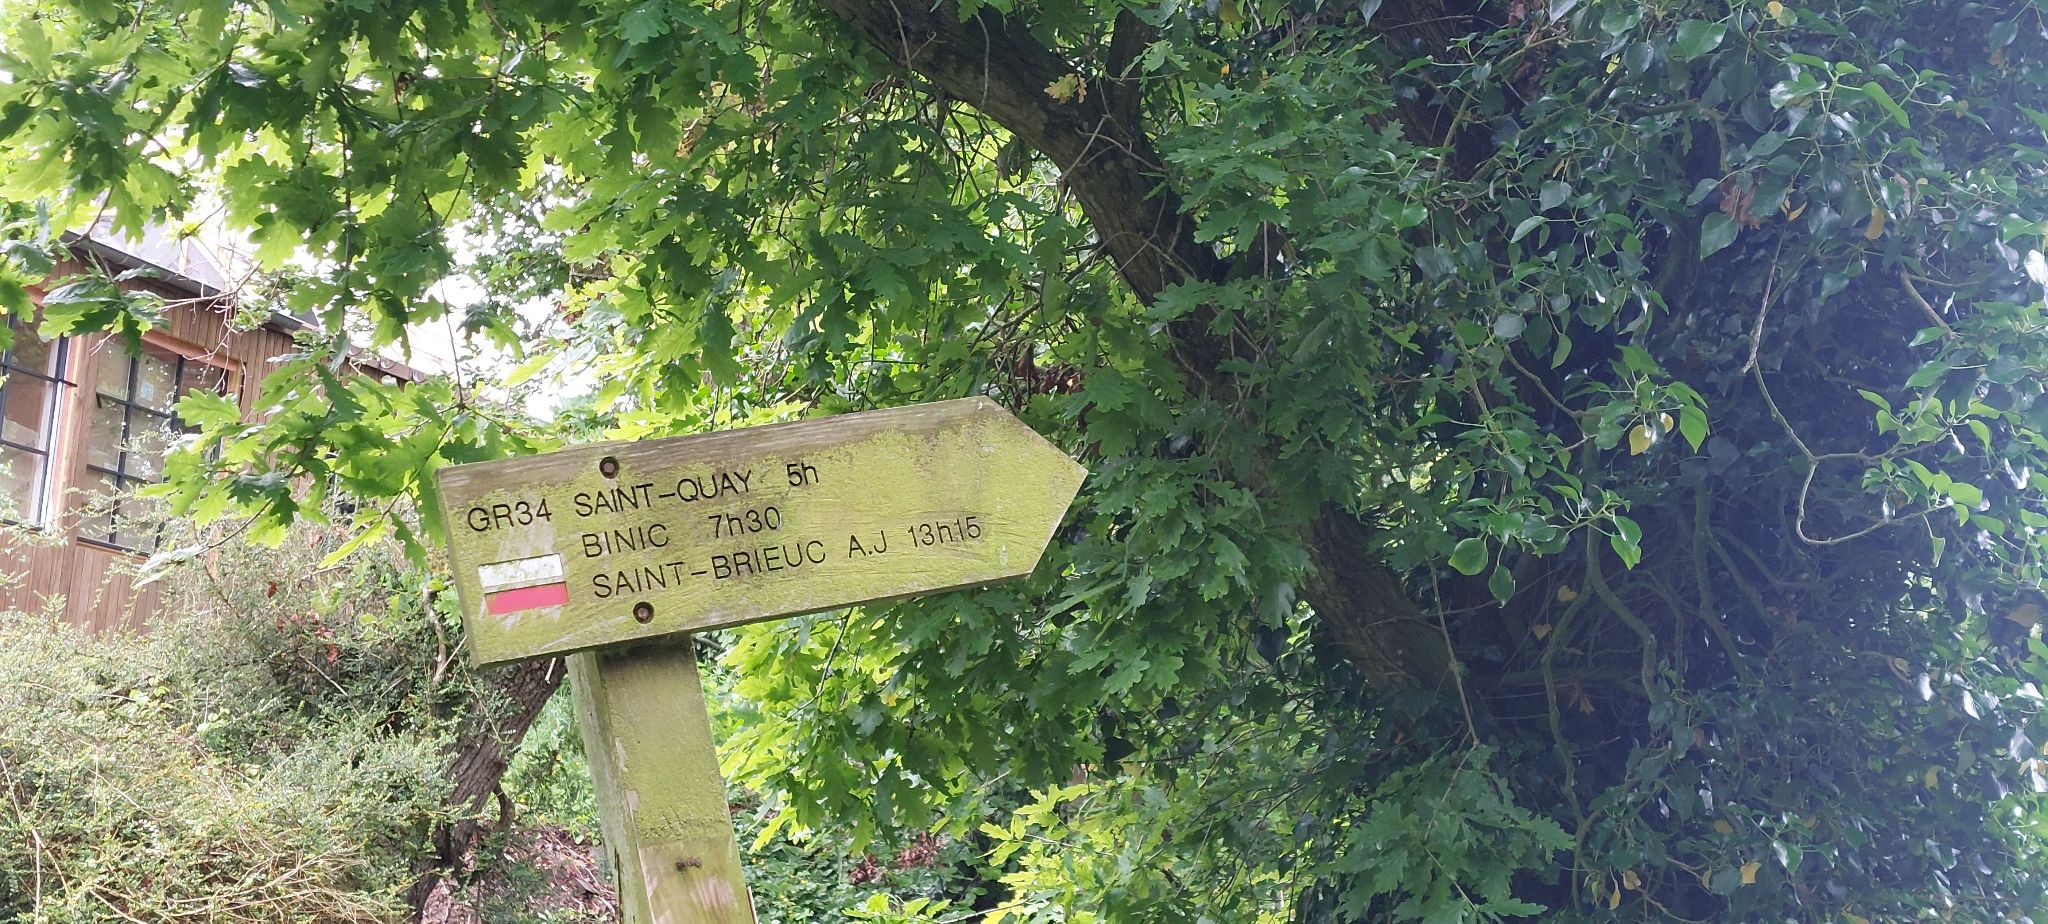 GR34 SAINT-QUAY 5h
BINIC 7h30
SAINT-BRIEUC A.J 13h15